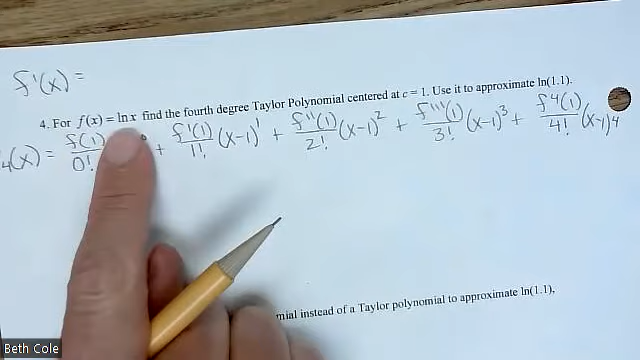 f'(x) =
4. For f(x) = ln x find the fourth degree Taylor Polynomial centered at c = 1. Use it to approximate ln(1.1).
4(x) = f(1)/0! + f'(1)/1! (x-1)^1 + f''(1)/2! (x-1)^2 + f'''(1)/3! (x-1)^3 + f^4(1)/4! (x-1)^4
mial instead of a Taylor polynomial to approximate ln(1.1),
Beth Cole